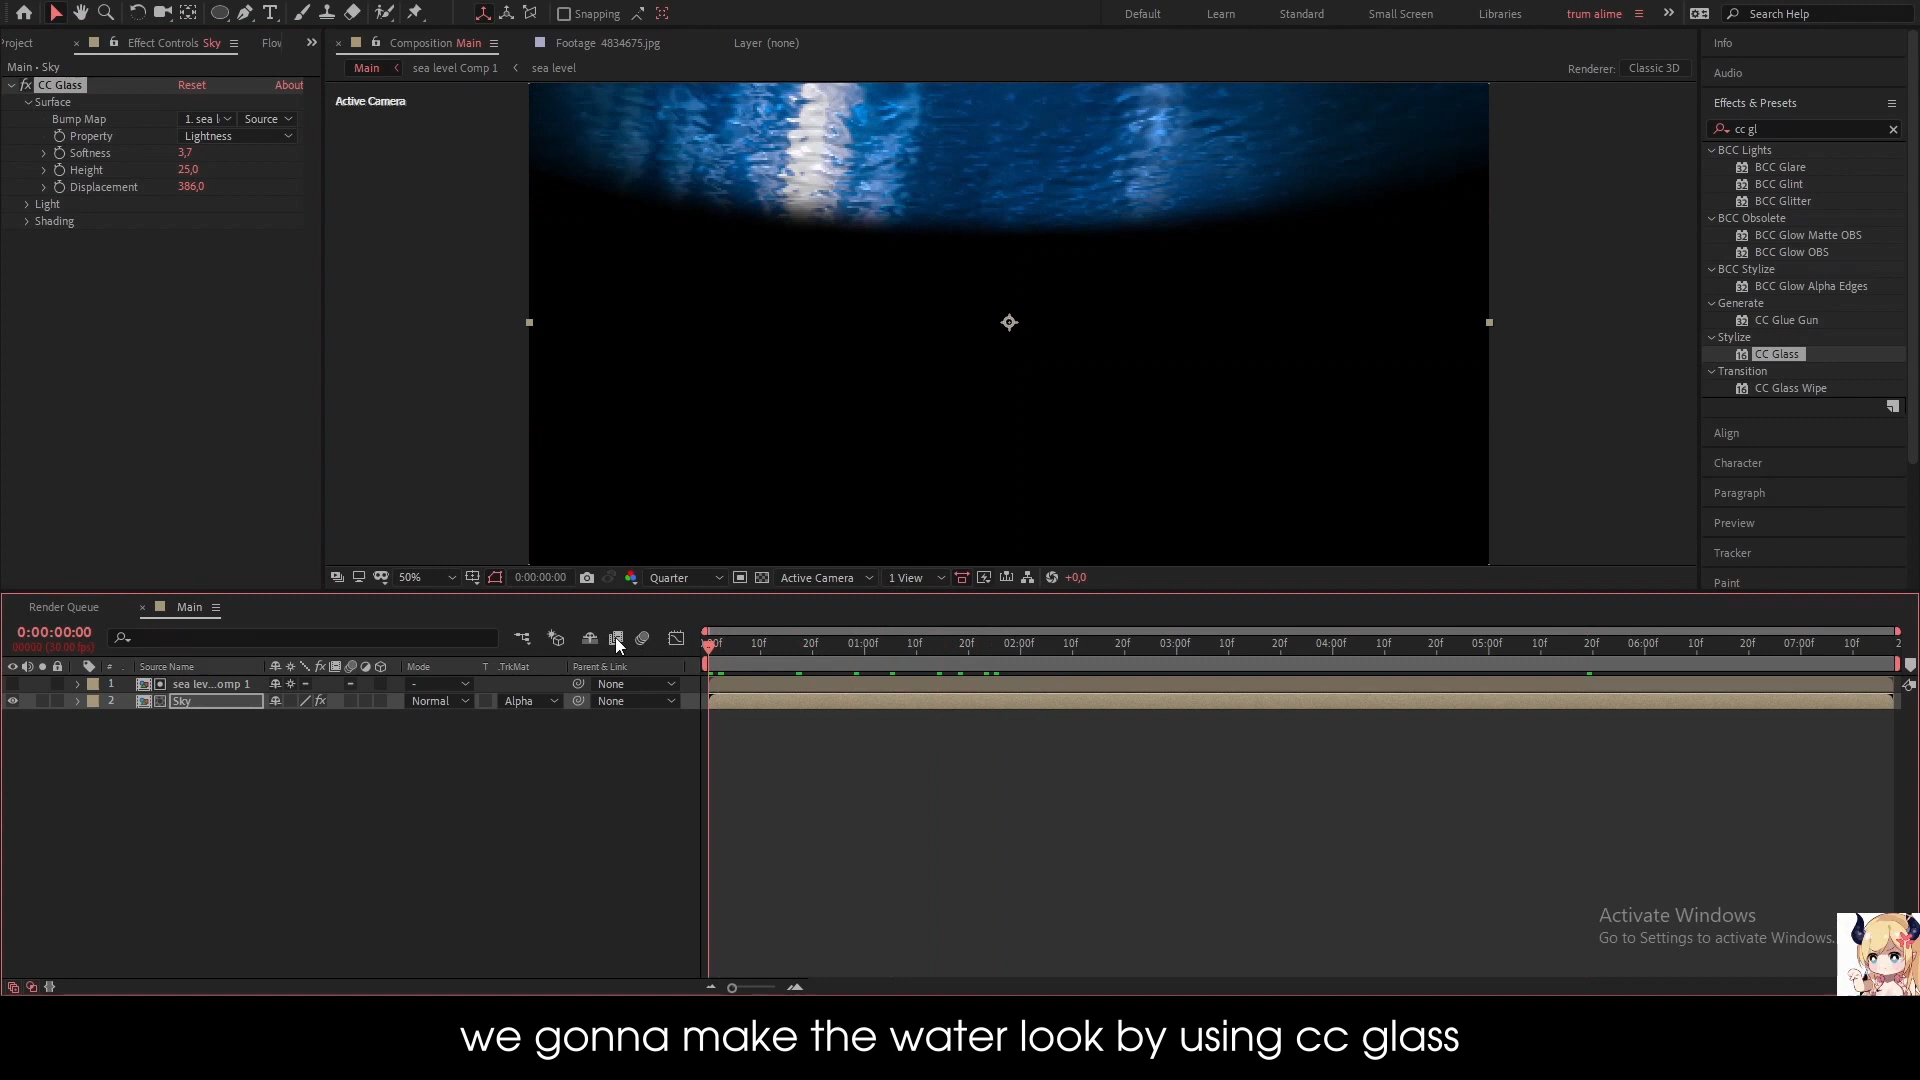 Snapping
Default
Learn
Standard
Small Screen
Libraries
trum alime
Search Help
roject
Effect Controls Sky
Flo
Composition Main
Footage 4834675.jpg
Layer (none)
Info
Main • Sky
Main
sea level Comp 1
sea level
Renderer:
Classic 3D
Audio
fx CC Glass
Reset
About
Active Camera
Effects & Presets
Surface
Bump Map
1. sea l
Source
cc gl
Property
Lightness
Softness
3,7
Height
25,0
Displacement
386,0
Light
Shading
BCC Lights
BCC Glare
BCC Glint
BCC Glitter
BCC Obsolete
BCC Glow Matte OBS
BCC Glow OBS
BCC Stylize
BCC Glow Alpha Edges
Generate
CC Glue Gun
Stylize
CC Glass
Transition
CC Glass Wipe
Align
Character
Paragraph
Preview
Tracker
Paint
50%
0:00:00:00
Quarter
Active Camera
1 View
+0,0
Render Queue
Main
0:00:00:00
00000 (30.00 fps)
00f 10f 20f 01:00f 10f 20f 02:00f 10f 20f 03:00f 10f 20f 04:00f 10f 20f 05:00f 10f 20f 06:00f 10f 20f 07:00f 10f 2
# Source Name fx Mode T .TrkMat Parent & Link
1 sea lev...omp 1 - None
2 Sky fx Normal Alpha None
Activate Windows
Go to Settings to activate Windows.
we gonna make the water look by using cc glass